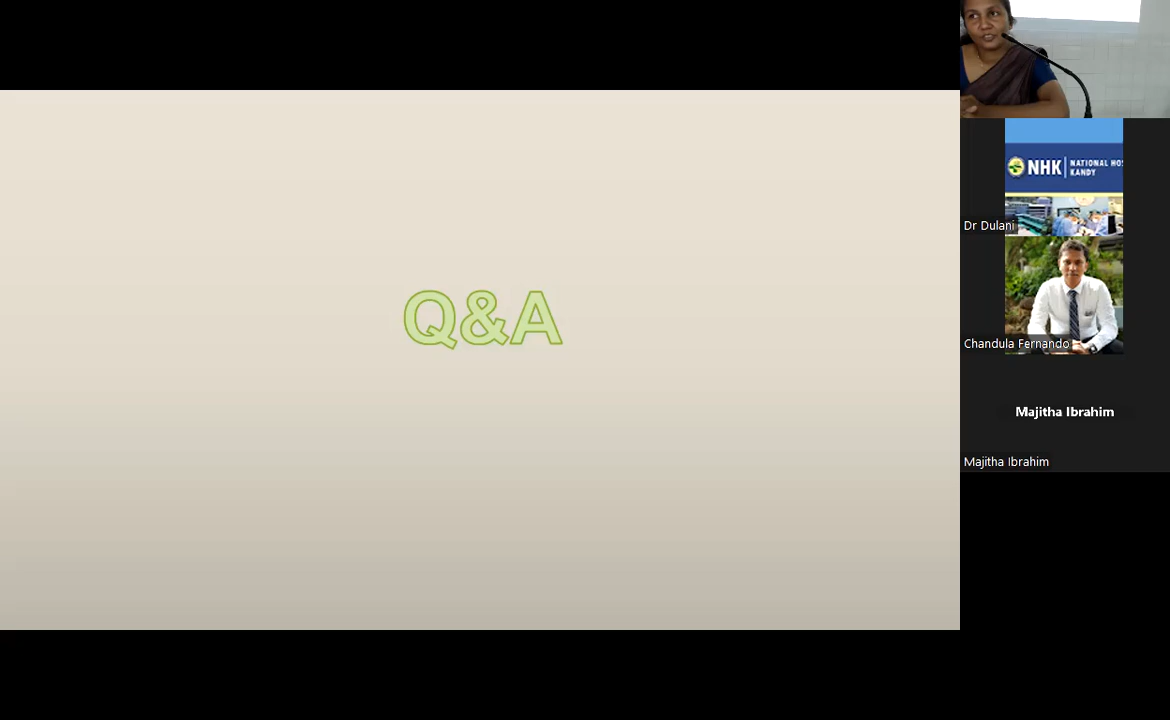 Q&A
NHK
NATIONAL HOS
KANDY
Dr Dulani
Chandula Fernando
Majitha Ibrahim
Majitha Ibrahim